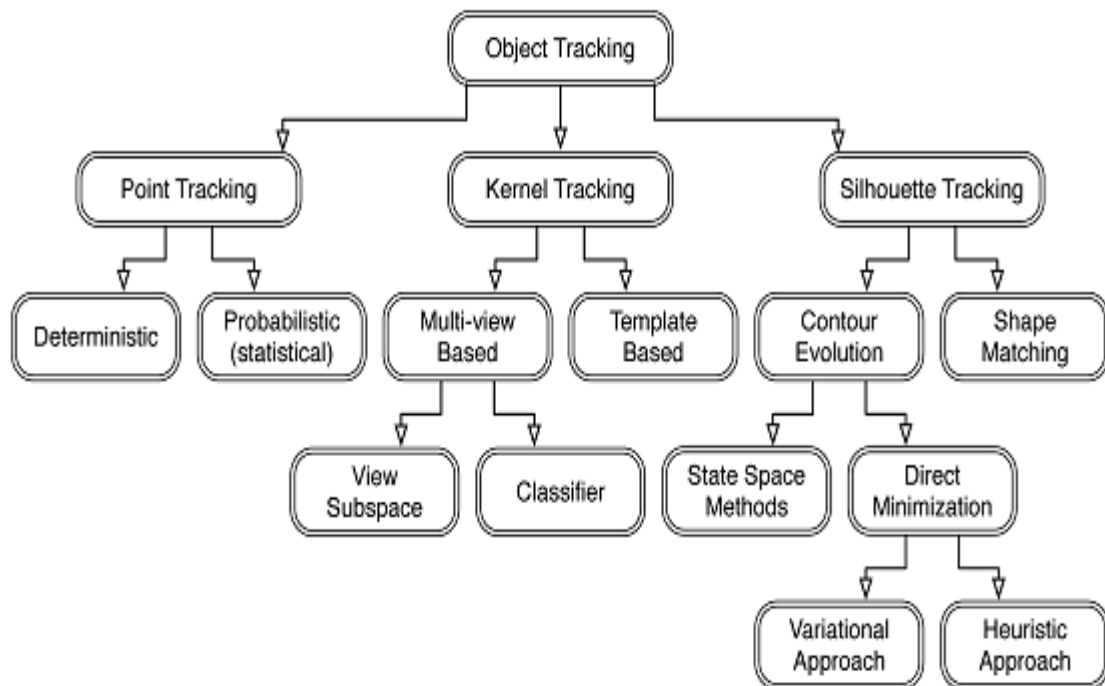 Object Tracking
Point Tracking
Kernel Tracking
Silhouette Tracking
Deterministic
Probabilistic
(statistical)
Multi-view
Based
Template
Based
Contour
Evolution
Shape
Matching
View
Subspace
Classifier
State Space
Methods
Direct
Minimization
Variational
Approach
Heuristic
Approach